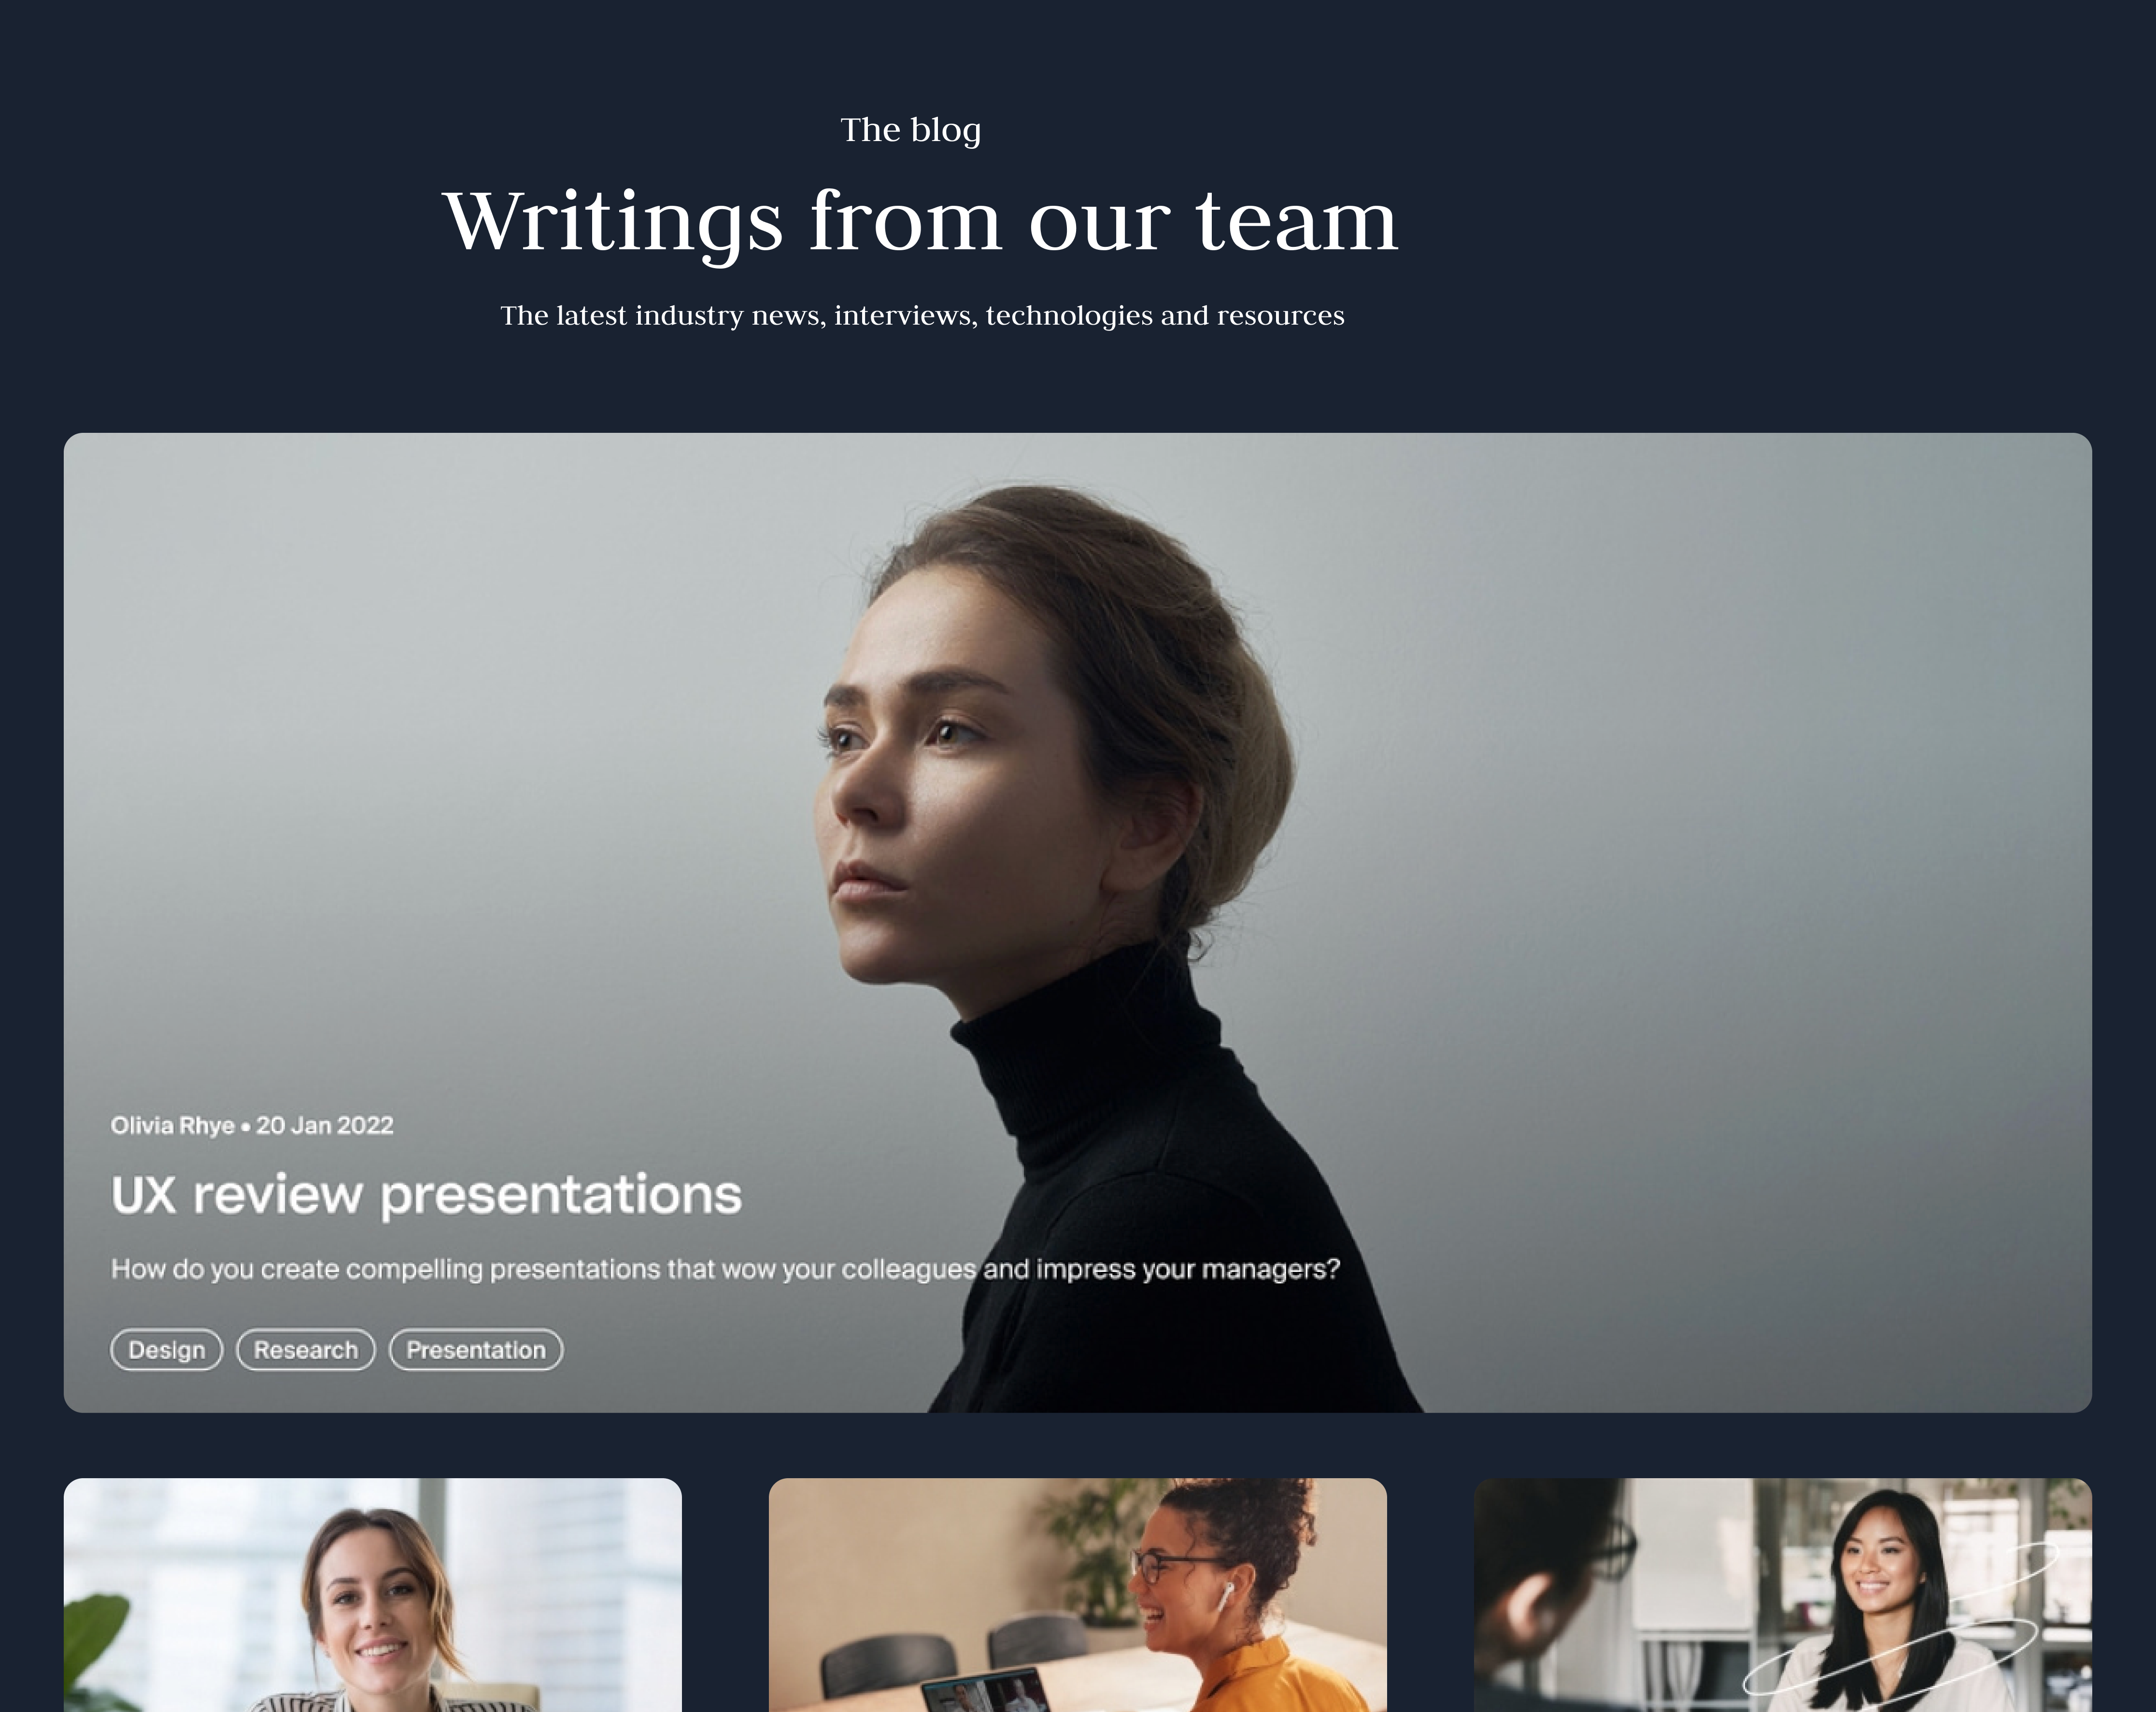 The blog
Writings from our team
The latest industry news, interviews, technologies and resources
Olivia Rhye • 20 Jan 2022
UX review presentations
How do you create compelling presentations that wow your colleagues and impress your managers?
Design Research Presentation